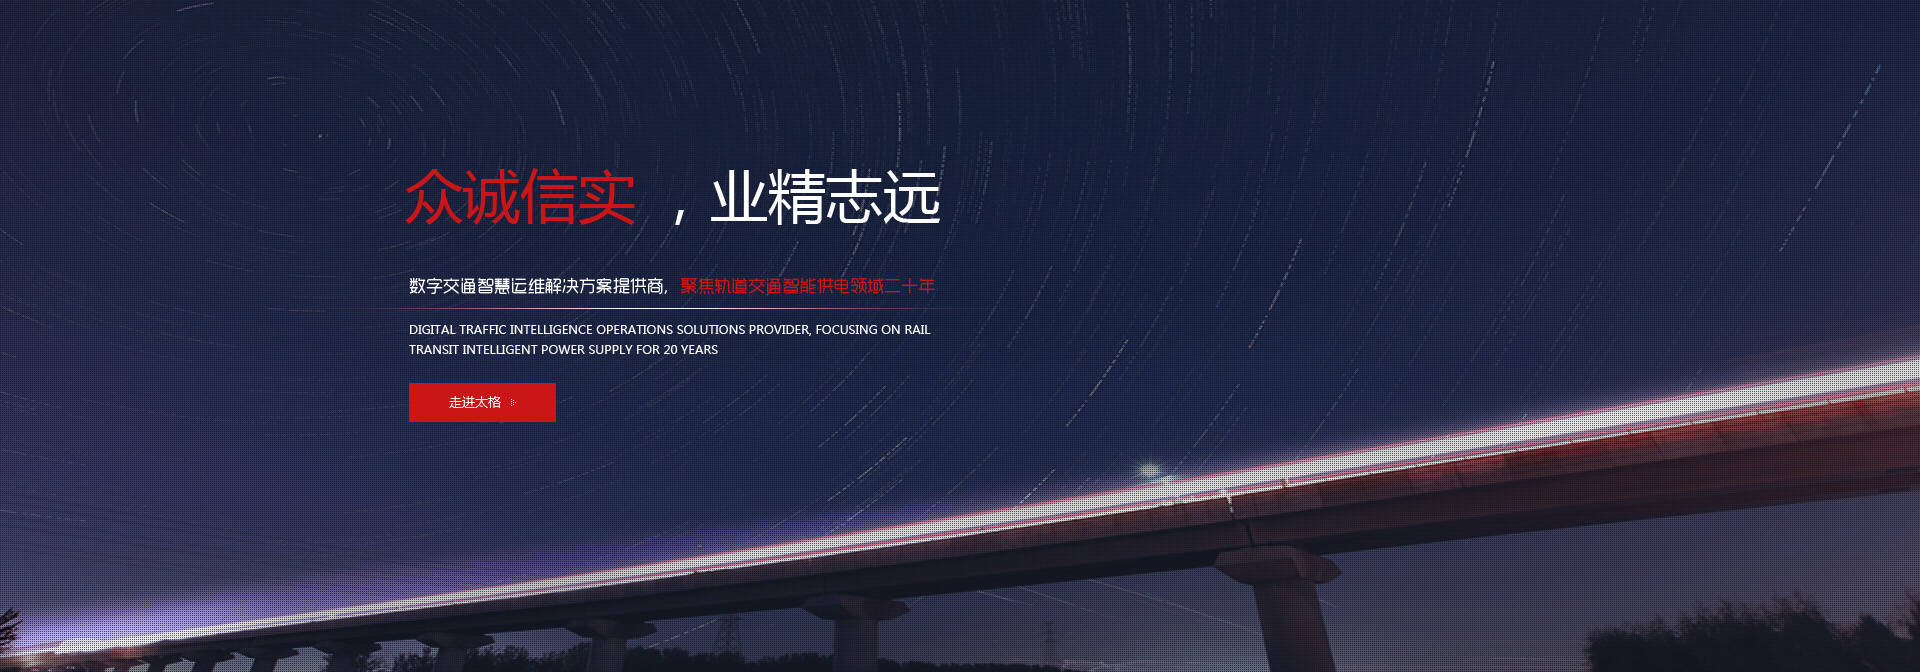 众诚信实，业精志远
数字交通智慧运维解决方案提供商，聚焦轨道交通智能供电领域二十年
DIGITAL TRAFFIC INTELLIGENCE OPERATIONS SOLUTIONS PROVIDER, FOCUSING ON RAIL
TRANSIT INTELLIGENT POWER SUPPLY FOR 20 YEARS
走进太格